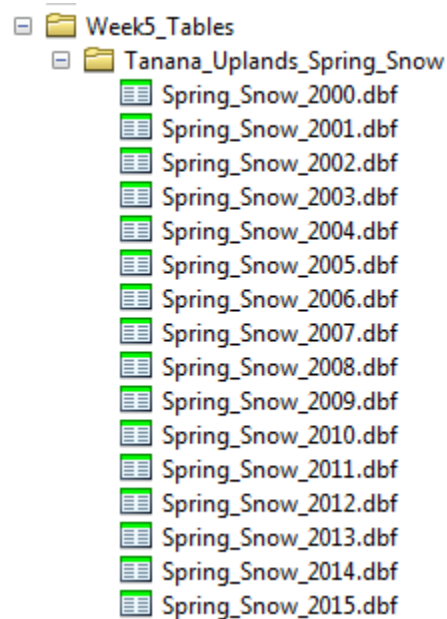 Week5_Tables
Tanana_Uplands_Spring_Snow
Spring_Snow_2000.dbf
Spring_Snow_2001.dbf
Spring_Snow_2002.dbf
Spring_Snow_2003.dbf
Spring_Snow_2004.dbf
Spring_Snow_2005.dbf
Spring_Snow_2006.dbf
Spring_Snow_2007.dbf
Spring_Snow_2008.dbf
Spring_Snow_2009.dbf
Spring_Snow_2010.dbf
Spring_Snow_2011.dbf
Spring_Snow_2012.dbf
Spring_Snow_2013.dbf
Spring_Snow_2014.dbf
Spring_Snow_2015.dbf